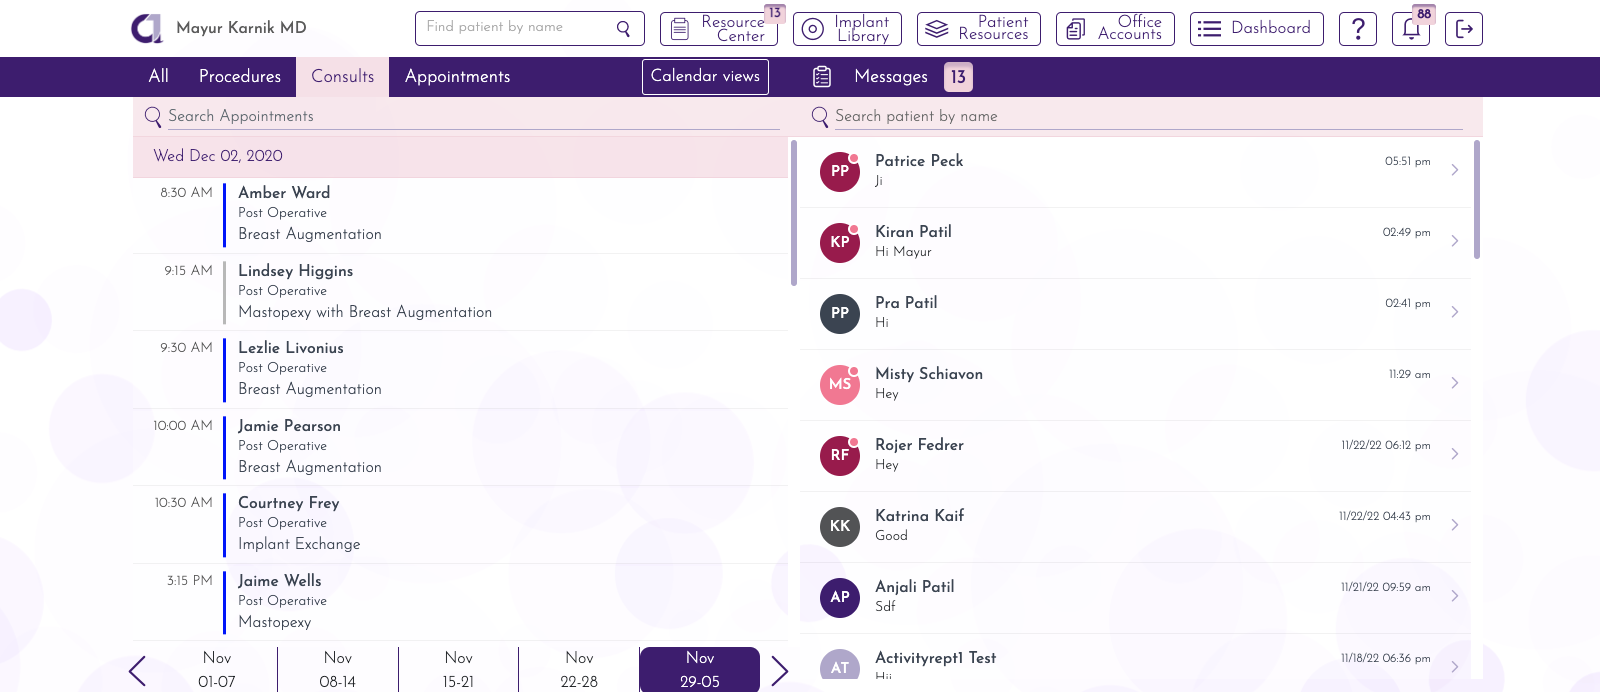 Mayur Karnik MD
Find patient by name
Resource Center
13
Implant Library
Patient Resources
Office Accounts
Dashboard
?
88
All
Procedures
Consults
Appointments
Calendar views
Messages
13
Search Appointments
Wed Dec 02, 2020
8:30 AM
Amber Ward
Post Operative
Breast Augmentation
9:15 AM
Lindsey Higgins
Post Operative
Mastopexy with Breast Augmentation
9:30 AM
Lezlie Livonius
Post Operative
Breast Augmentation
10:00 AM
Jamie Pearson
Post Operative
Breast Augmentation
10:30 AM
Courtney Frey
Post Operative
Implant Exchange
3:15 PM
Jaime Wells
Post Operative
Mastopexy
Nov
01-07
Nov
08-14
Nov
15-21
Nov
22-28
Nov
29-05
Search patient by name
PP
Patrice Peck
05:51 pm
Ji
KP
Kiran Patil
02:49 pm
Hi Mayur
PP
Pra Patil
02:41 pm
Hi
MS
Misty Schiavon
11:29 am
Hey
RF
Rojer Fedrer
11/22/22 06:12 pm
Hey
KK
Katrina Kaif
11/22/22 04:43 pm
Good
AP
Anjali Patil
11/21/22 09:59 am
Sdf
AT
Activityrept1 Test
11/18/22 06:36 pm